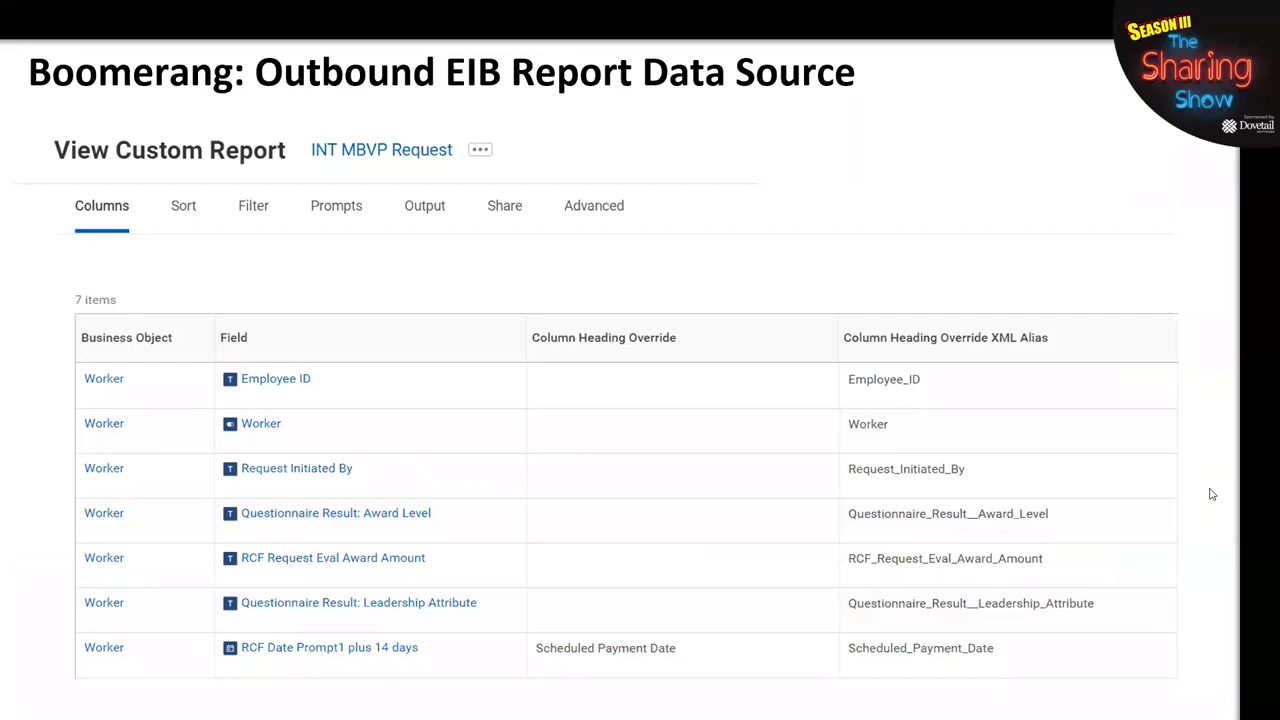 SEASON III
The
Sharing
Show
Sponsored by
Dovetail
SOFTWARE
Boomerang: Outbound EIB Report Data Source
View Custom Report INT MBVP Request
Columns Sort Filter Prompts Output Share Advanced
7 items
Business Object Field Column Heading Override Column Heading Override XML Alias
Worker T Employee ID Employee_ID
Worker Worker Worker
Worker T Request Initiated By Request_Initiated_By
Worker T Questionnaire Result: Award Level Questionnaire_Result__Award_Level
Worker T RCF Request Eval Award Amount RCF_Request_Eval_Award_Amount
Worker T Questionnaire Result: Leadership Attribute Questionnaire_Result__Leadership_Attribute
Worker RCF Date Prompt1 plus 14 days Scheduled Payment Date Scheduled_Payment_Date